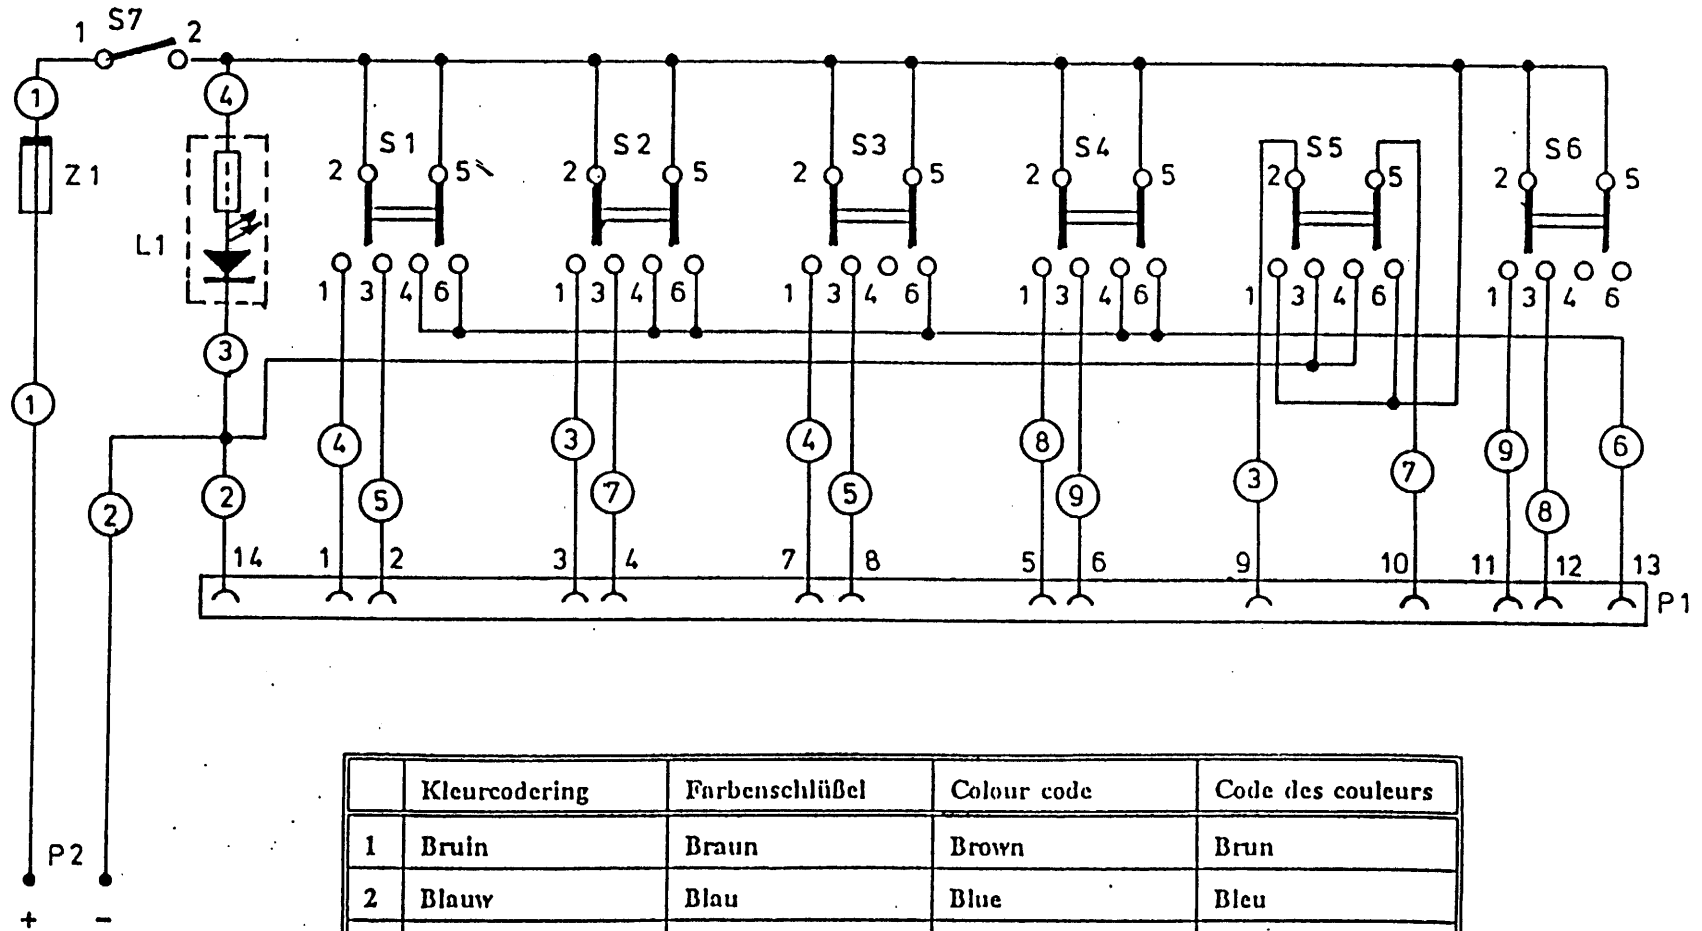 1 S7 2
1 4
Z1 L1
S1 S2 S3 S4 S5 S6
2 5 2 5 2 5 2 5 2 5 2 5
1 3 4 6 1 3 4 6 1 3 4 6 1 3 4 6 1 3 4 6 1 3 4 6
3
1 4 3 4 8 9 6
2 2 5 7 5 9 3 7 8
14 1 2 3 4 7 8 5 6 9 10 11 12 13
P1
P2
+ -
Kleurcodering Farbenschlüßel Colour code Code des couleurs
1 Bruin Braun Brown Brun
2 Blauw Blau Blue Bleu